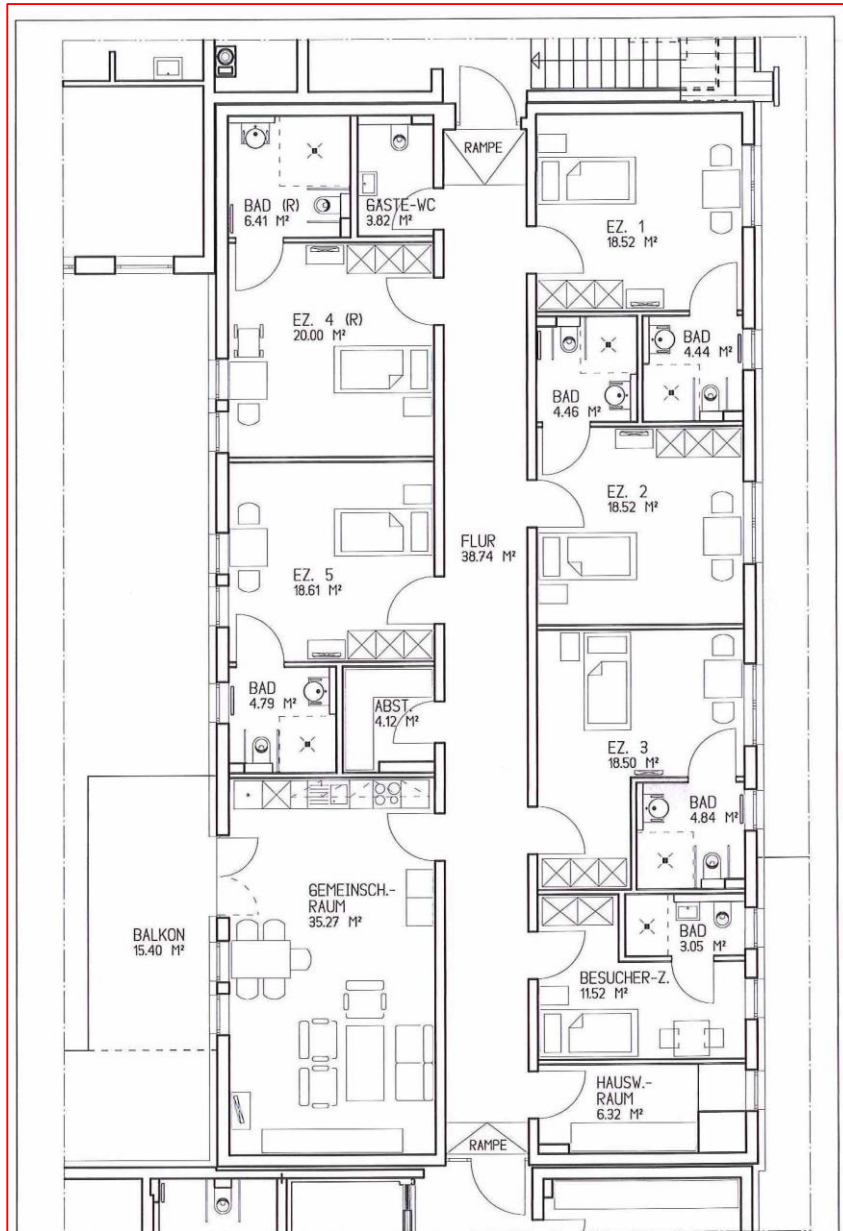 RAMPE
BAD (R)
6.41 M²
GÄSTE-WC
3.82 M²
EZ. 1
18.52 M²
EZ. 4 (R)
20.00 M²
BAD
4.44 M²
BAD
4.46 M²
EZ. 2
18.52 M²
FLUR
38.74 M²
EZ. 5
18.61 M²
BAD
4.79 M²
ABST.
4.12 M²
EZ. 3
18.50 M²
BAD
4.84 M²
GEMEINSCH.-
RAUM
35.27 M²
BALKON
15.40 M²
BAD
3.05 M²
BESUCHER-Z.
11.52 M²
HAUSW.-
RAUM
6.32 M²
RAMPE